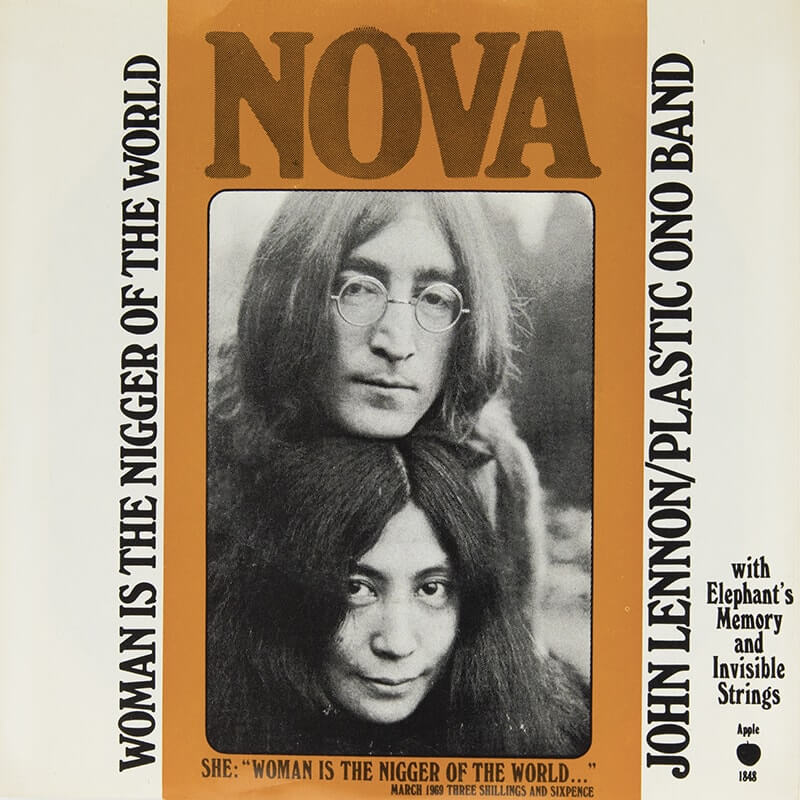 NOVA
WOMAN IS THE NIGGER OF THE WORLD
JOHN LENNON/PLASTIC ONO BAND
with
Elephant's
Memory
and
Invisible
Strings
Apple
1848
SHE: "WOMAN IS THE NIGGER OF THE WORLD..."
MARCH 1969 THREE SHILLINGS AND SIXPENCE